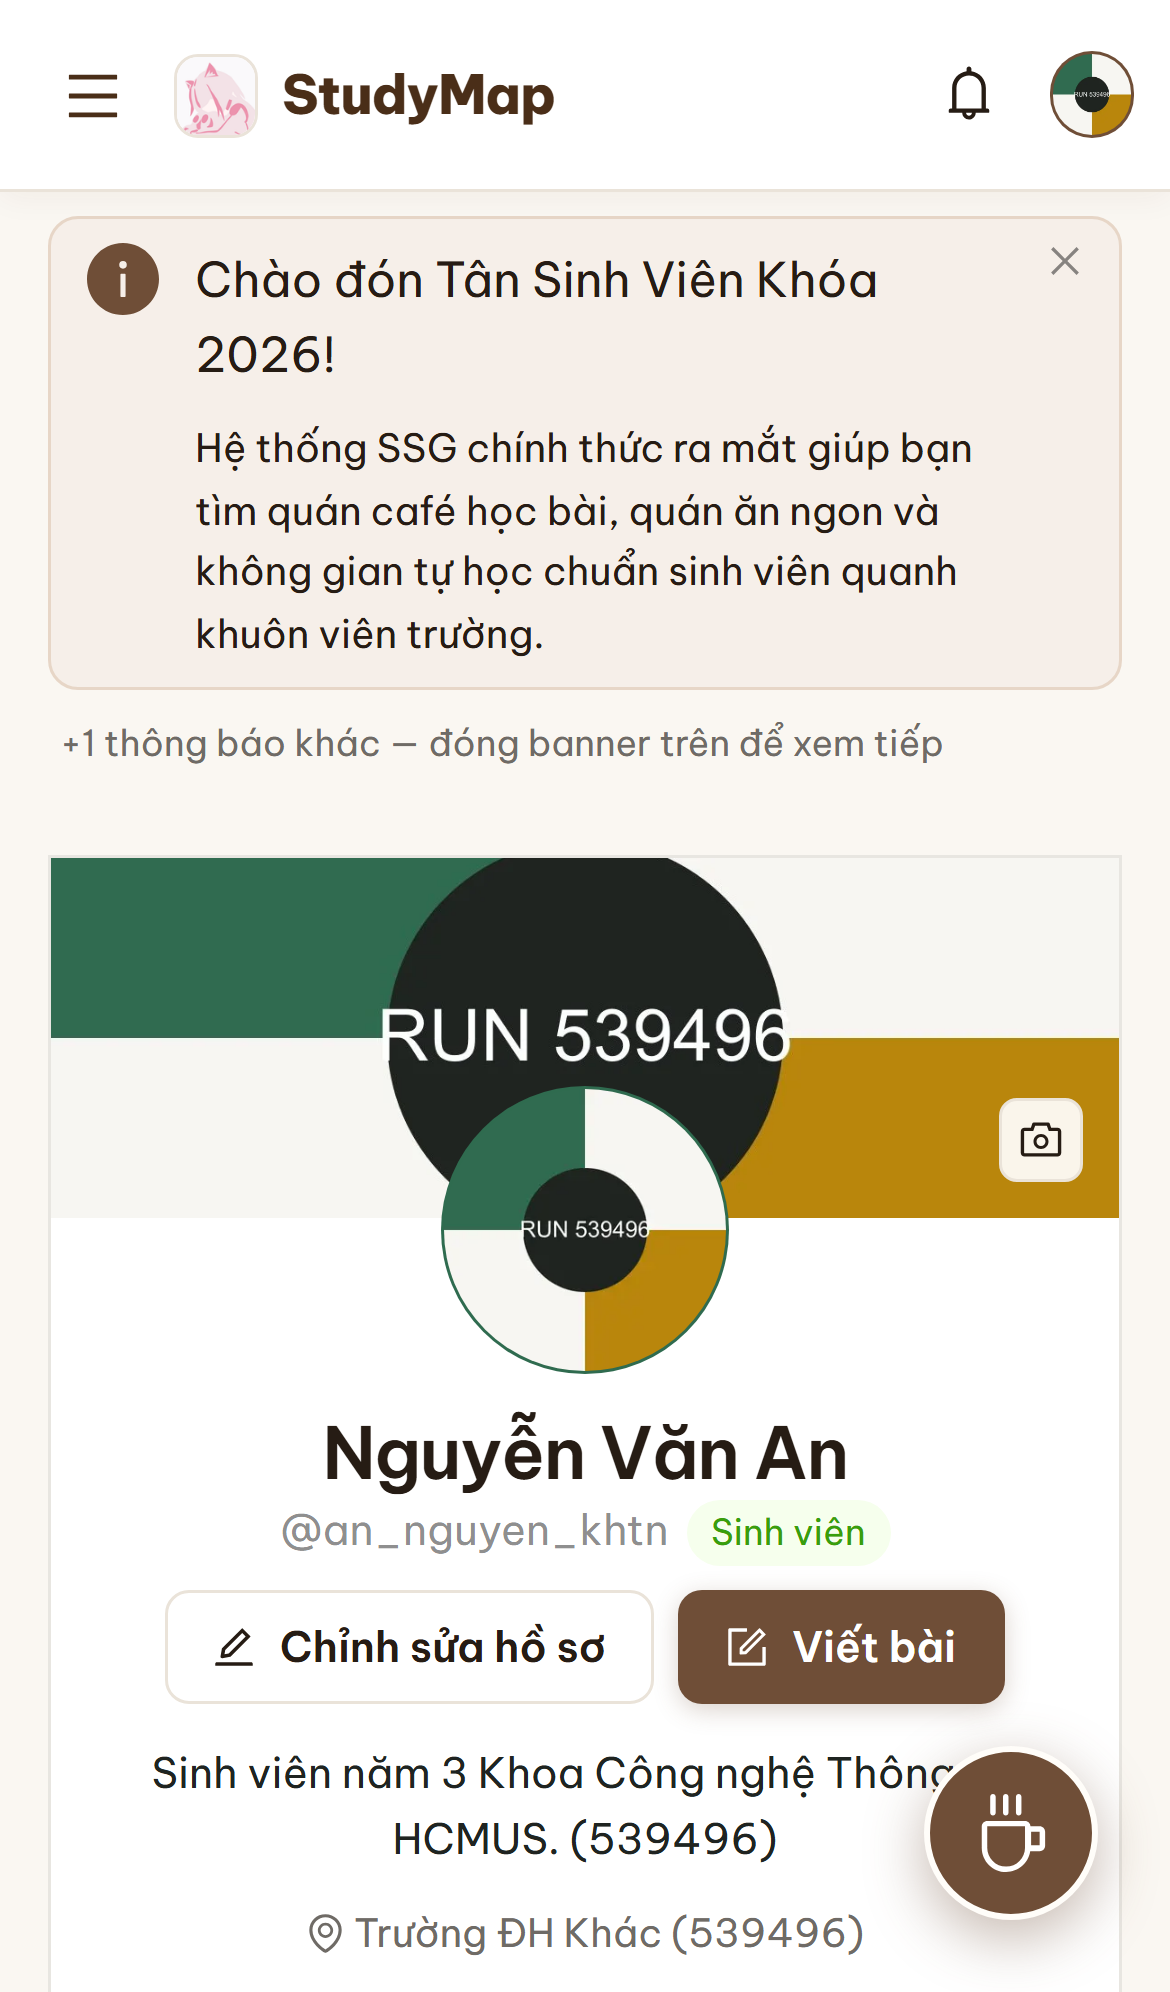 StudyMap
RUN 539496
Chào đón Tân Sinh Viên Khóa
2026!
Hệ thống SSG chính thức ra mắt giúp bạn
tìm quán café học bài, quán ăn ngon và
không gian tự học chuẩn sinh viên quanh
khuôn viên trường.
+1 thông báo khác — đóng banner trên để xem tiếp
RUN 539496
RUN 539496
Nguyễn Văn An
@an_nguyen_khtn Sinh viên
Chỉnh sửa hồ sơ Viết bài
Sinh viên năm 3 Khoa Công nghệ Thông
HCMUS. (539496)
Trường ĐH Khác (539496)